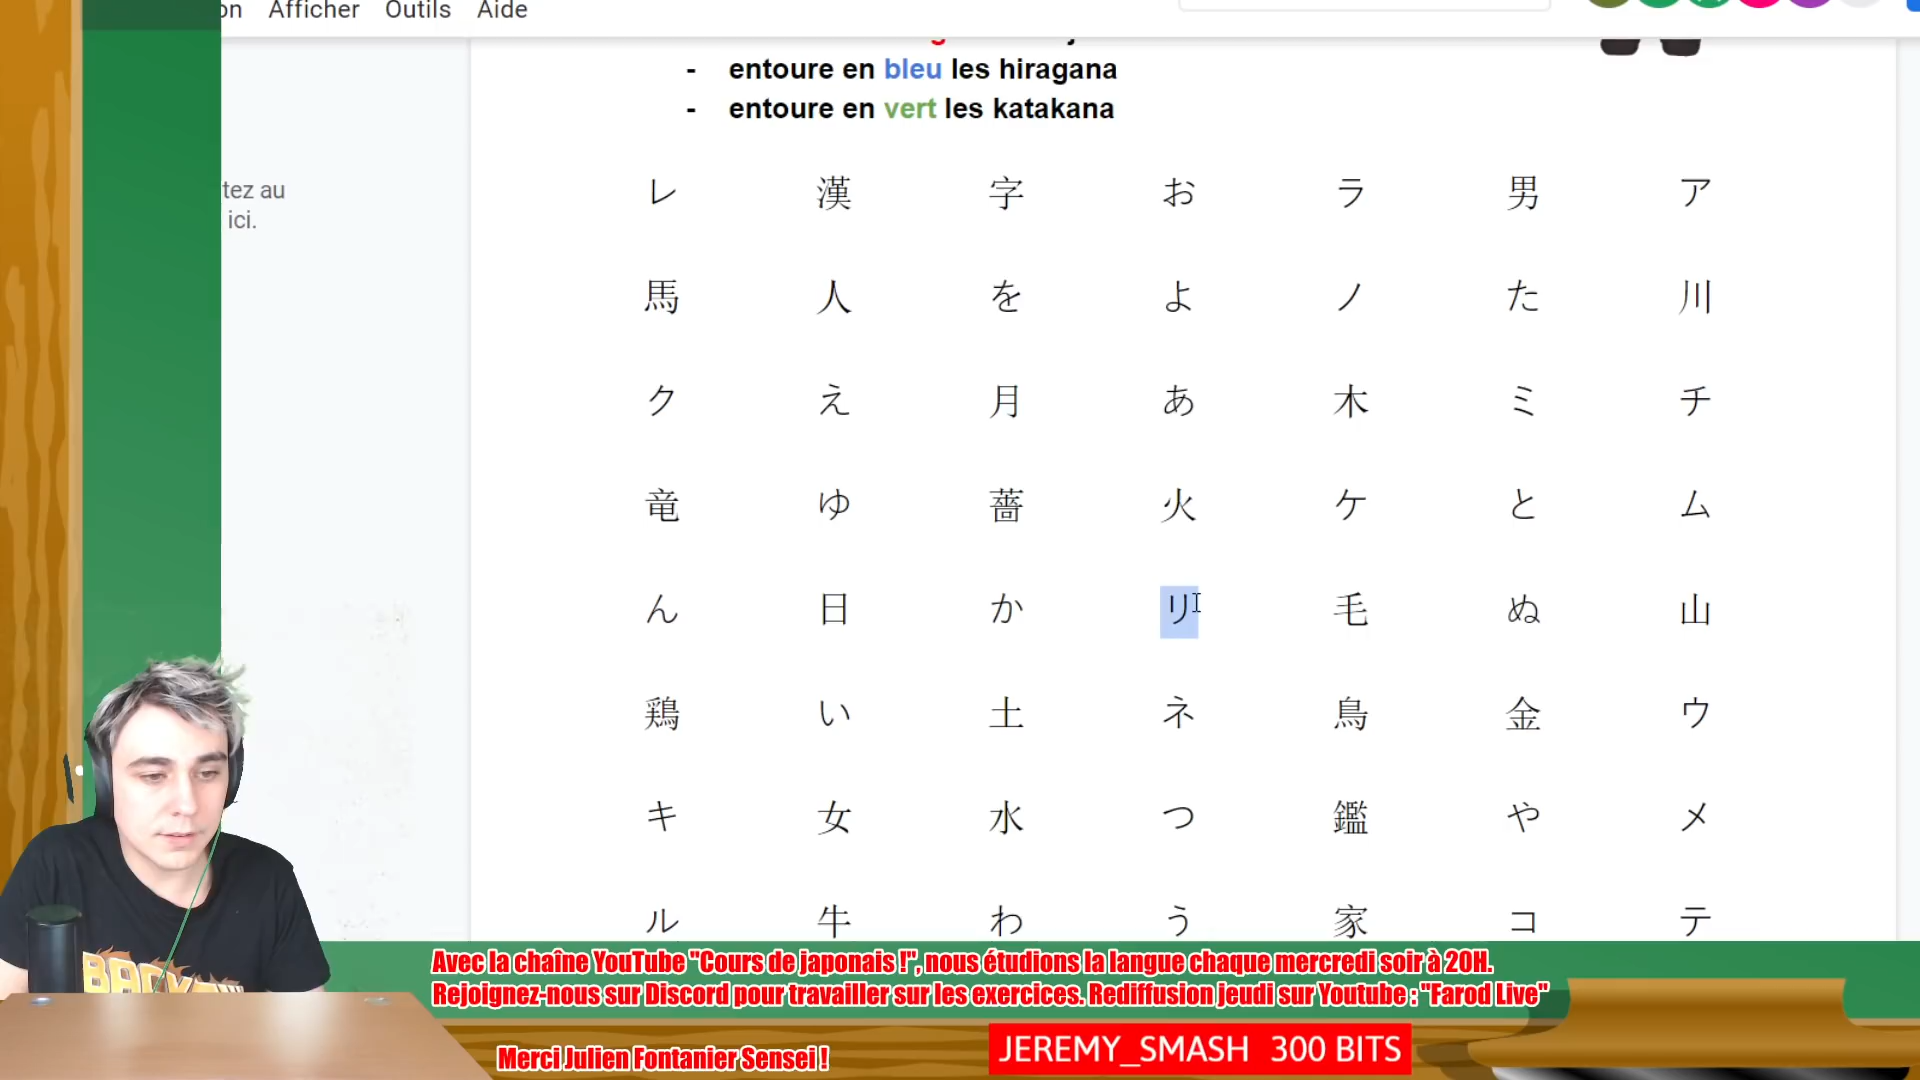 on Afficher Outils Aide
- entoure en bleu les hiragana
- entoure en vert les katakana
tez au
ici.
レ 漢 字 お ラ 男 ア
馬 人 を よ ノ た 川
ク え 月 あ 木 ミ チ
竜 ゆ 薔 火 ケ と ム
ん 日 か リ 毛 ぬ 山
鶏 い 土 ネ 鳥 金 ウ
キ 女 水 つ 鑑 や メ
ル 牛 わ う 家 コ テ
Avec la chaîne YouTube "Cours de japonais !", nous étudions la langue chaque mercredi soir à 20H.
Rejoignez-nous sur Discord pour travailler sur les exercices. Rediffusion jeudi sur Youtube : "Farod Live"
Merci Julien Fontanier Sensei !
JEREMY_SMASH 300 BITS